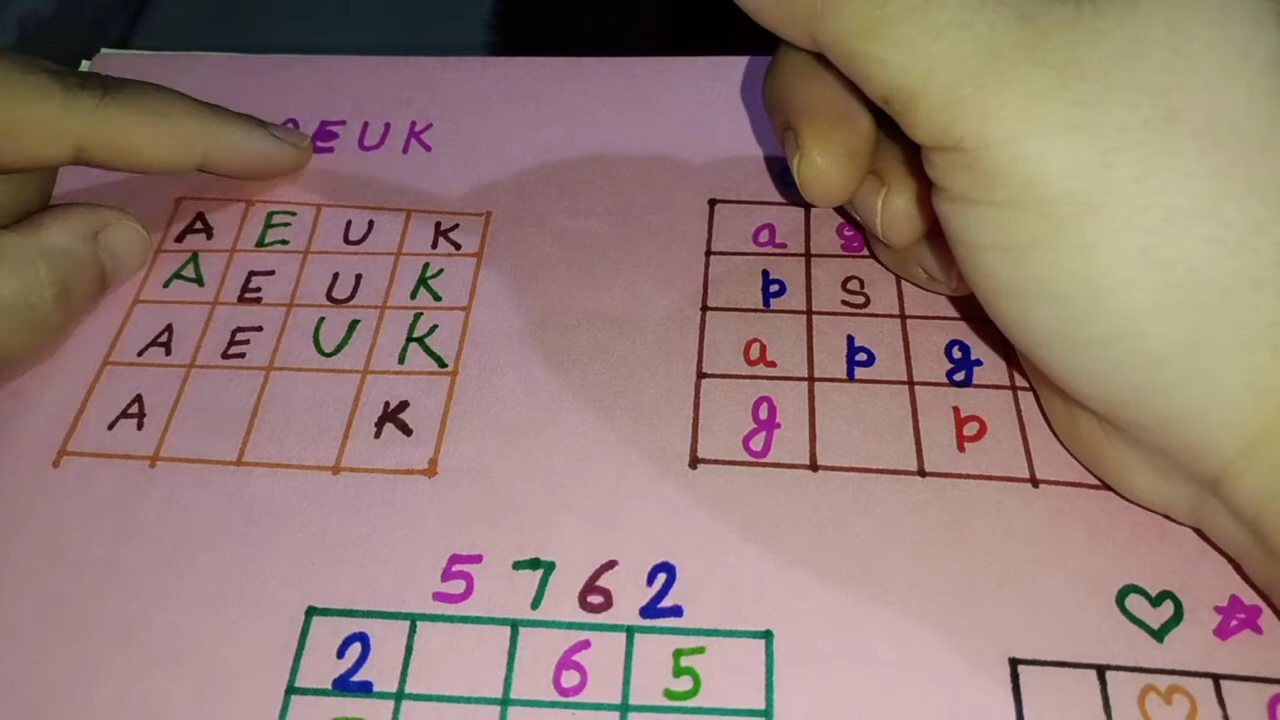 EUK
A E U K
A E U K
A E U K
A K
a g
p s
a p g
g p
5 7 6 2
2 6 5